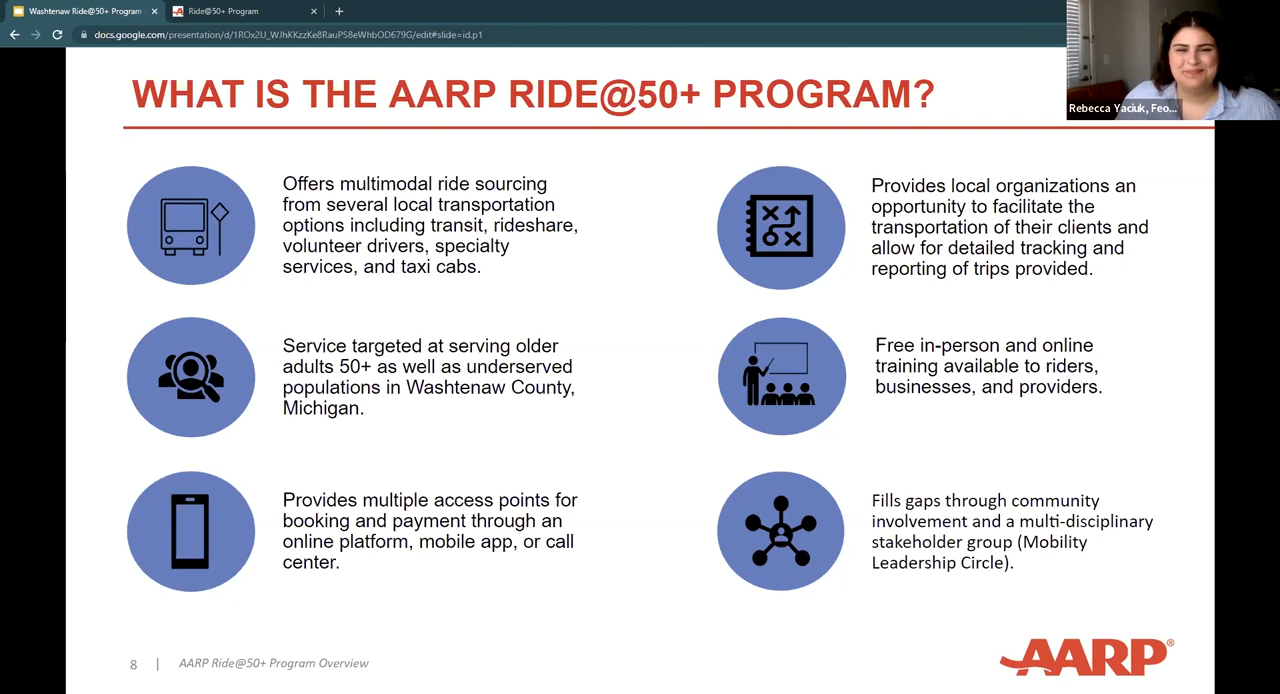 Washtenaw Ride@50+ Program
Ride@50+ Program
docs.google.com/presentation/d/1ROx2U_WJhKKzzKe8RauPS8eWhbOD679G/edit#slide=id.p1
Rebecca Yaciuk, Feo...
WHAT IS THE AARP RIDE@50+ PROGRAM?
Offers multimodal ride sourcing
from several local transportation
options including transit, rideshare,
volunteer drivers, specialty
services, and taxi cabs.
Provides local organizations an
opportunity to facilitate the
transportation of their clients and
allow for detailed tracking and
reporting of trips provided.
Service targeted at serving older
adults 50+ as well as underserved
populations in Washtenaw County,
Michigan.
Free in-person and online
training available to riders,
businesses, and providers.
Provides multiple access points for
booking and payment through an
online platform, mobile app, or call
center.
Fills gaps through community
involvement and a multi-disciplinary
stakeholder group (Mobility
Leadership Circle).
8 | AARP Ride@50+ Program Overview
AARP®